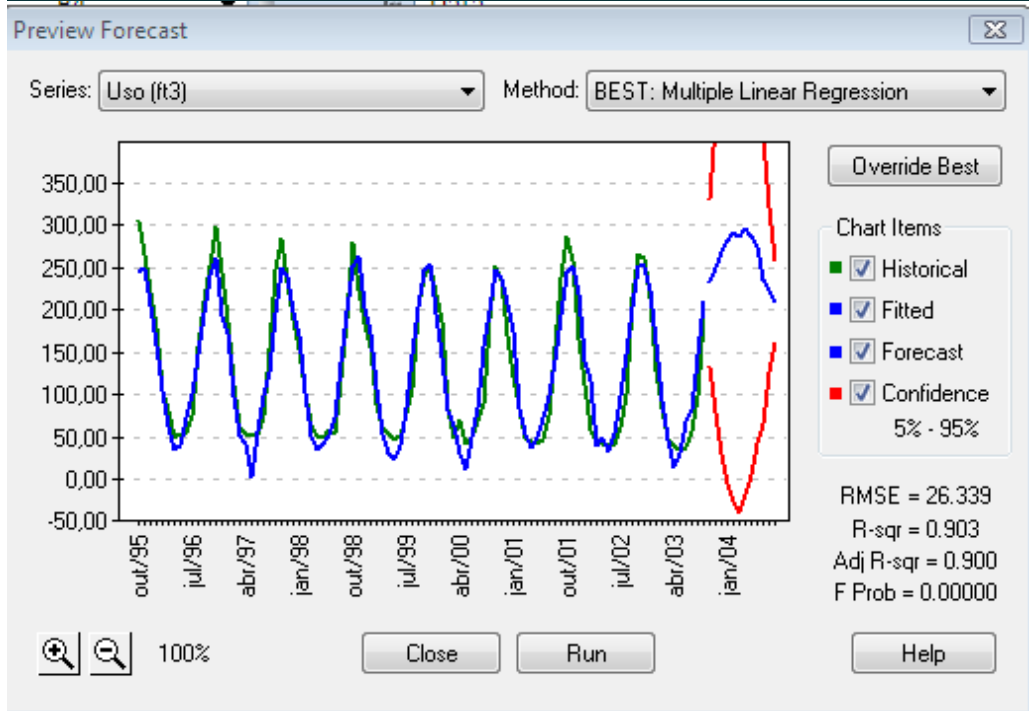 Preview Forecast
Series: Uso (ft3) Method: BEST: Multiple Linear Regression
Override Best
350,00
300,00
250,00
200,00
150,00
100,00
50,00
0,00
-50,00
out/95 jul/96 abr/97 jan/98 out/98 jul/99 abr/00 jan/01 out/01 jul/02 abr/03 jan/04
Chart Items
Historical
Fitted
Forecast
Confidence
5% - 95%
RMSE = 26.339
R-sqr = 0.903
Adj R-sqr = 0.900
F Prob = 0.00000
100% Close Run Help